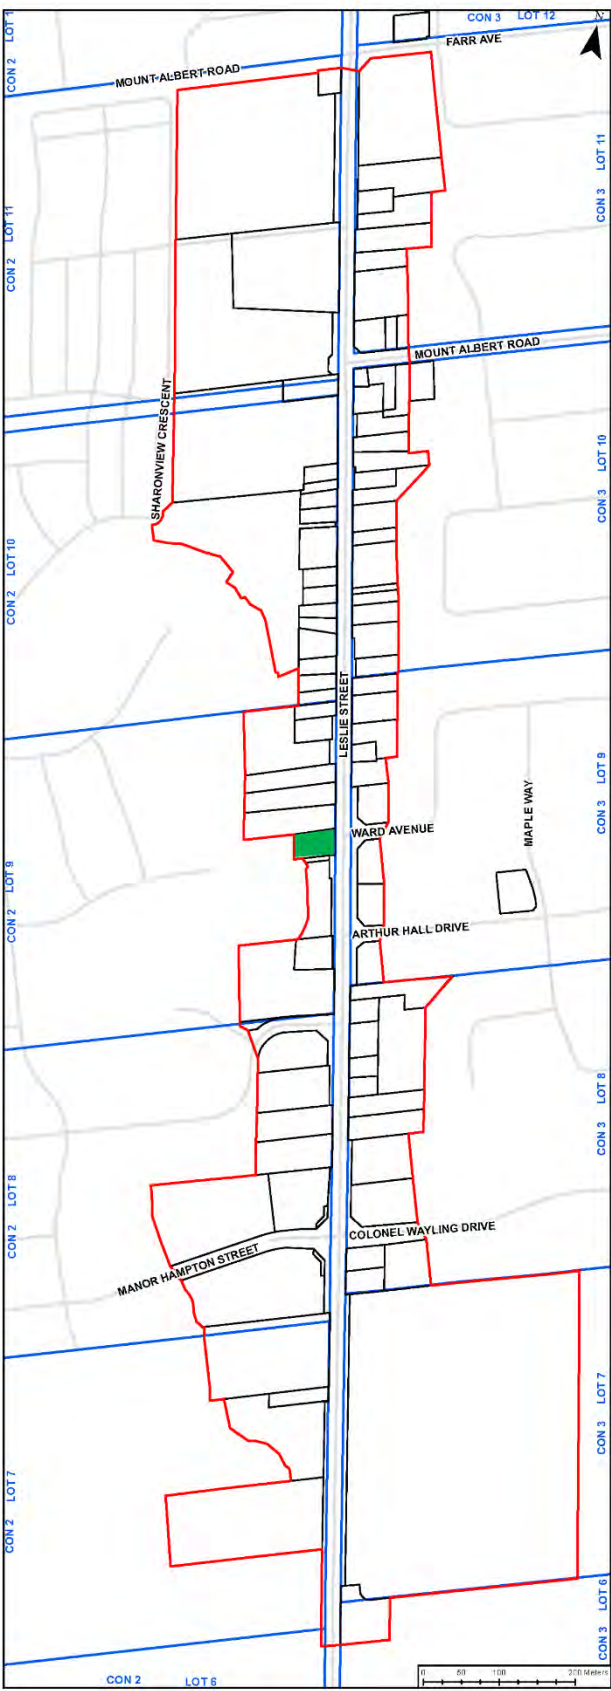 CON 3 LOT 12
N
CON 2 LOT 1
FARR AVE
MOUNT ALBERT ROAD
CON 3 LOT 11
CON 2 LOT 11
MOUNT ALBERT ROAD
SHARONVIEW CRESCENT
CON 3 LOT 10
CON 2 LOT 10
LESLIE STREET
CON 3 LOT 9
MAPLE WAY
WARD AVENUE
CON 2 LOT 9
ARTHUR HALL DRIVE
CON 3 LOT 8
CON 2 LOT 8
COLONEL WAYLING DRIVE
MANOR HAMPTON STREET
CON 3 LOT 7
CON 2 LOT 7
CON 3 LOT 6
CON 2 LOT 6
0 50 100 200 Meters